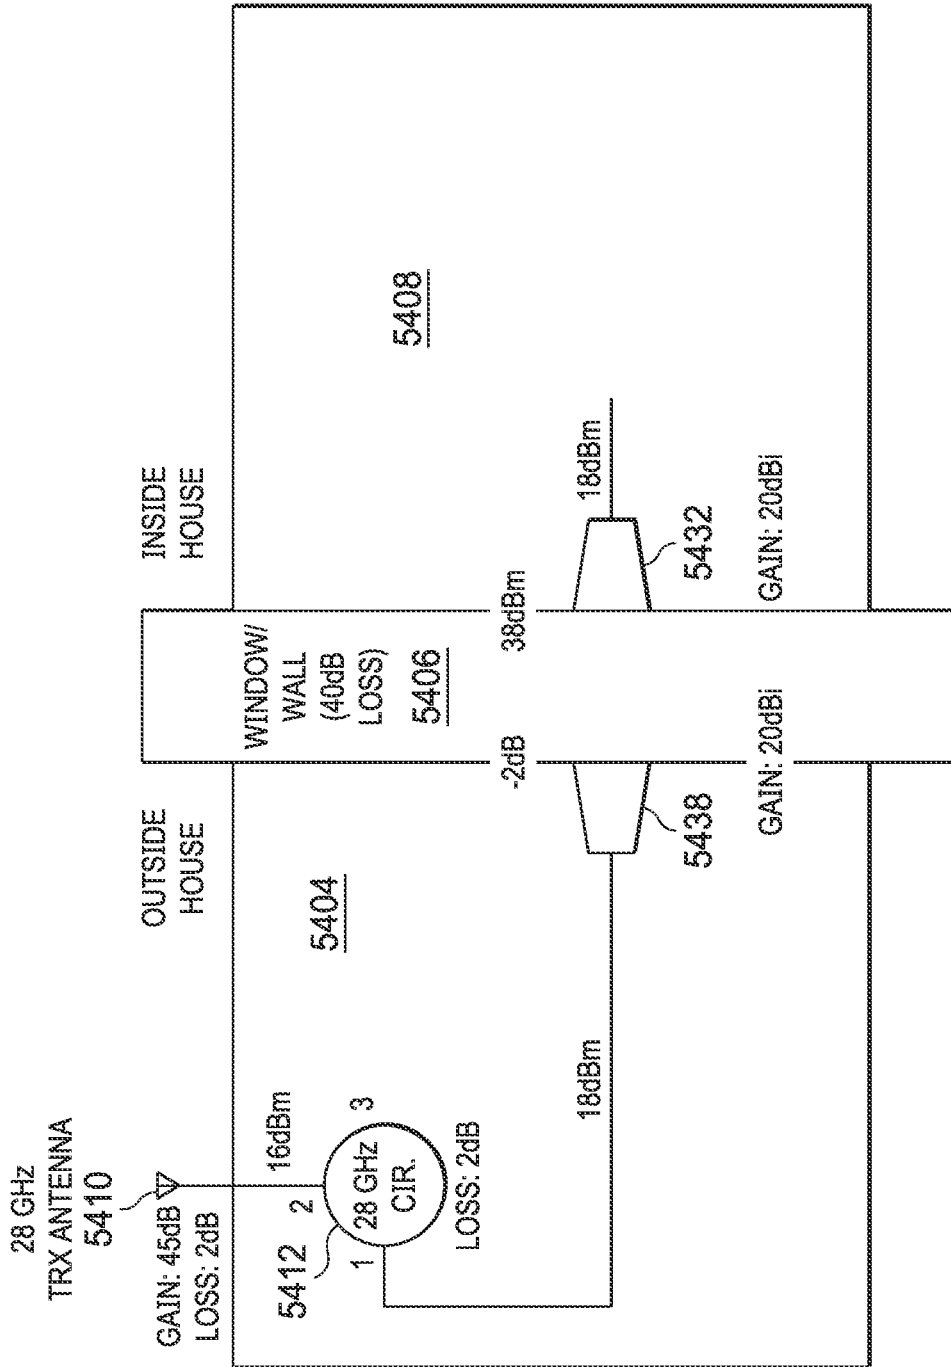 28 GHz
TRX ANTENNA
5410
GAIN: 45dB
LOSS: 2dB
OUTSIDE
HOUSE
INSIDE
HOUSE
16dBm
5412
1
2
3
28 GHz
CIR.
LOSS: 2dB
5404
WINDOW/
WALL
(40dB
LOSS)
5406
5408
-2dB
38dBm
18dBm
5438
18dBm
5432
GAIN: 20dBi
GAIN: 20dBi